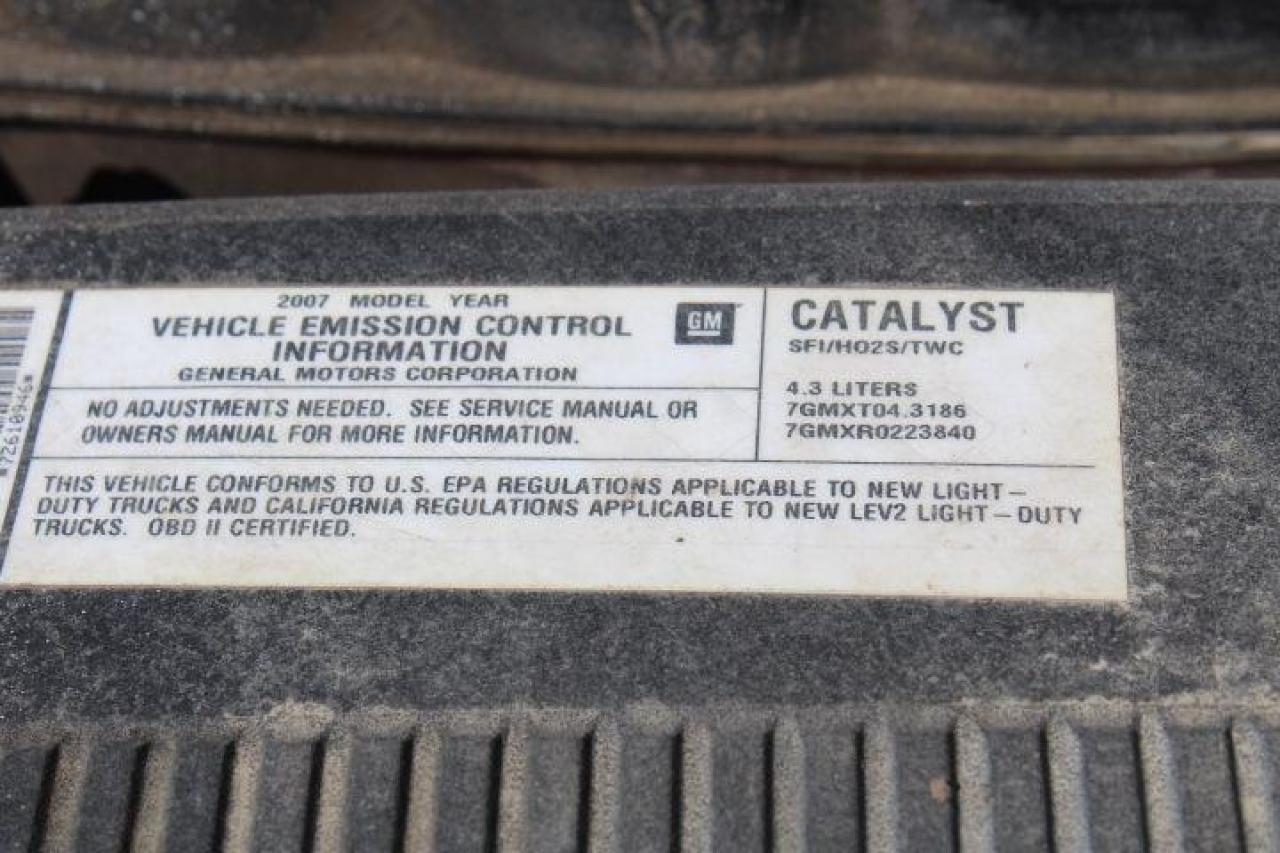 2007 MODEL YEAR
VEHICLE EMISSION CONTROL
INFORMATION
GENERAL MOTORS CORPORATION
GM
NO ADJUSTMENTS NEEDED. SEE SERVICE MANUAL OR
OWNERS MANUAL FOR MORE INFORMATION.
CATALYST
SFI/HO2S/TWC
4.3 LITERS
7GMXT04.3186
7GMXR0223840
THIS VEHICLE CONFORMS TO U.S. EPA REGULATIONS APPLICABLE TO NEW LIGHT-
DUTY TRUCKS AND CALIFORNIA REGULATIONS APPLICABLE TO NEW LEV2 LIGHT-DUTY
TRUCKS. OBD II CERTIFIED.